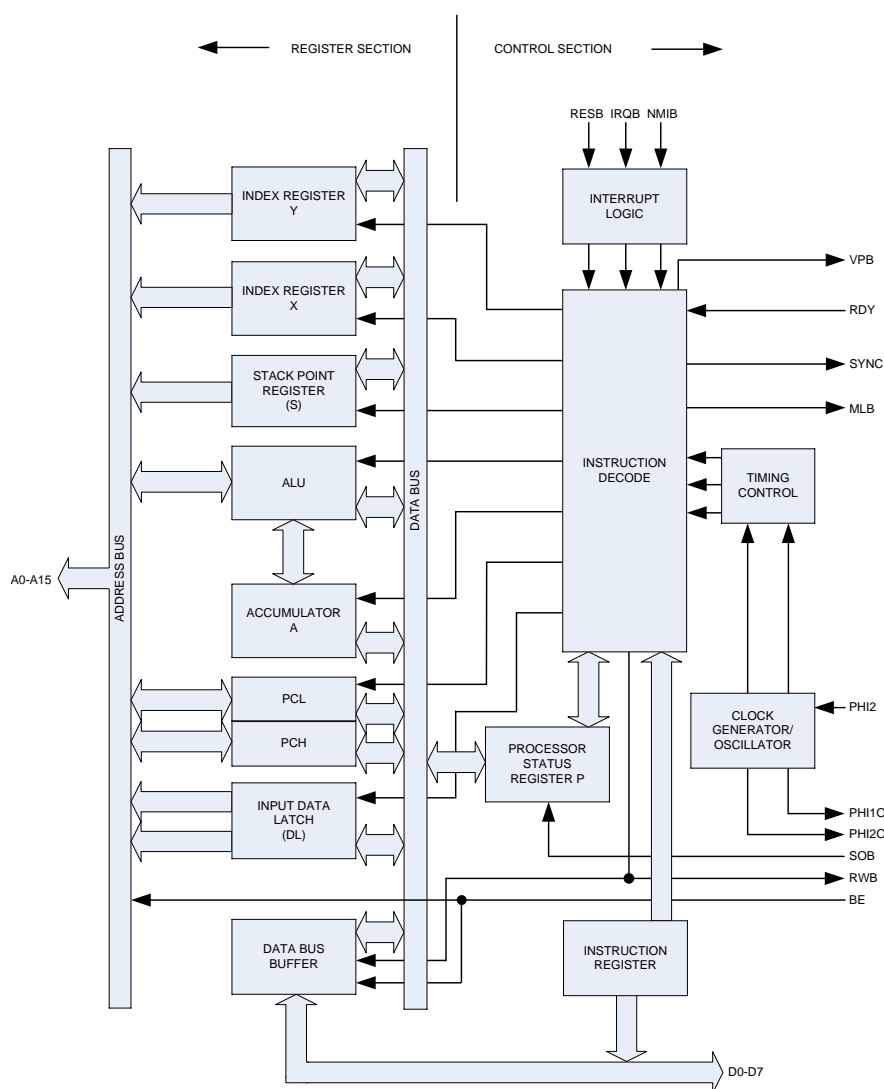 REGISTER SECTION
CONTROL SECTION
RESB
IRQB
NMIB
INDEX REGISTER
Y
INTERRUPT
LOGIC
VPB
INDEX REGISTER
X
RDY
SYNC
STACK POINT
REGISTER
(S)
MLB
ALU
INSTRUCTION
DECODE
TIMING
CONTROL
DATA BUS
ADDRESS BUS
A0-A15
ACCUMULATOR
A
PCL
PCH
PROCESSOR
STATUS
REGISTER P
CLOCK
GENERATOR/
OSCILLATOR
PHI2
INPUT DATA
LATCH
(DL)
PHI1O
PHI2O
SOB
RWB
BE
DATA BUS
BUFFER
INSTRUCTION
REGISTER
D0-D7